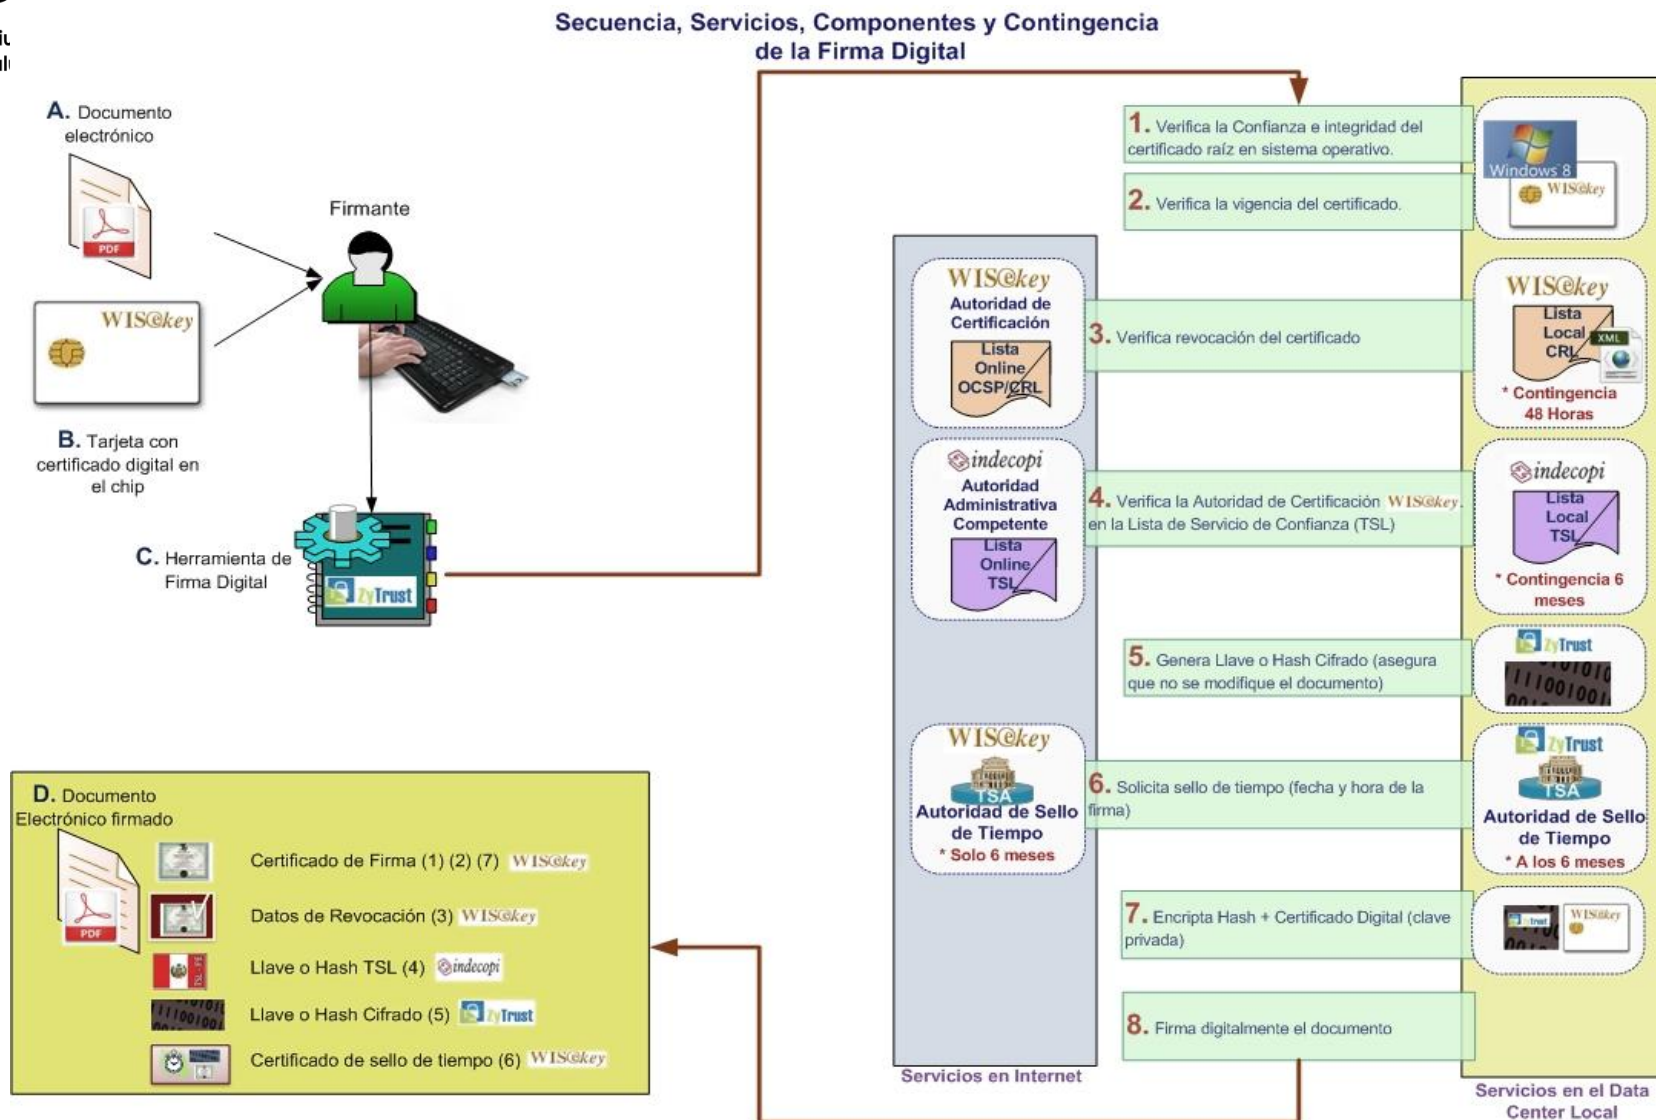 Secuencia, Servicios, Componentes y Contingencia
de la Firma Digital
A. Documento
electrónico
PDF
WIS@key
B. Tarjeta con
certificado digital en
el chip
Firmante
C. Herramienta de
Firma Digital
ZyTrust
1. Verifica la Confianza e integridad del
certificado raíz en sistema operativo.
Windows 8
WIS@key
2. Verifica la vigencia del certificado.
WIS@key
Autoridad de
Certificación
Lista
Online
OCSP/CRL
3. Verifica revocación del certificado
WIS@key
Lista
Local
CRL
XML
* Contingencia
48 Horas
indecopi
Autoridad
Administrativa
Competente
Lista
Online
TSL
4. Verifica la Autoridad de Certificación WIS@key.
en la Lista de Servicio de Confianza (TSL)
indecopi
Lista
Local
TSL
* Contingencia 6
meses
5. Genera Llave o Hash Cifrado (asegura
que no se modifique el documento)
ZyTrust
WIS@key
TSA
Autoridad de Sello
de Tiempo
* Solo 6 meses
6. Solicita sello de tiempo (fecha y hora de la
firma)
ZyTrust
TSA
Autoridad de Sello
de Tiempo
* A los 6 meses
7. Encripta Hash + Certificado Digital (clave
privada)
WIS@key
8. Firma digitalmente el documento
Servicios en Internet
Servicios en el Data
Center Local
D. Documento
Electrónico firmado
PDF
Certificado de Firma (1) (2) (7) WIS@key
Datos de Revocación (3) WIS@key
Llave o Hash TSL (4) indecopi
Llave o Hash Cifrado (5) ZyTrust
Certificado de sello de tiempo (6) WIS@key